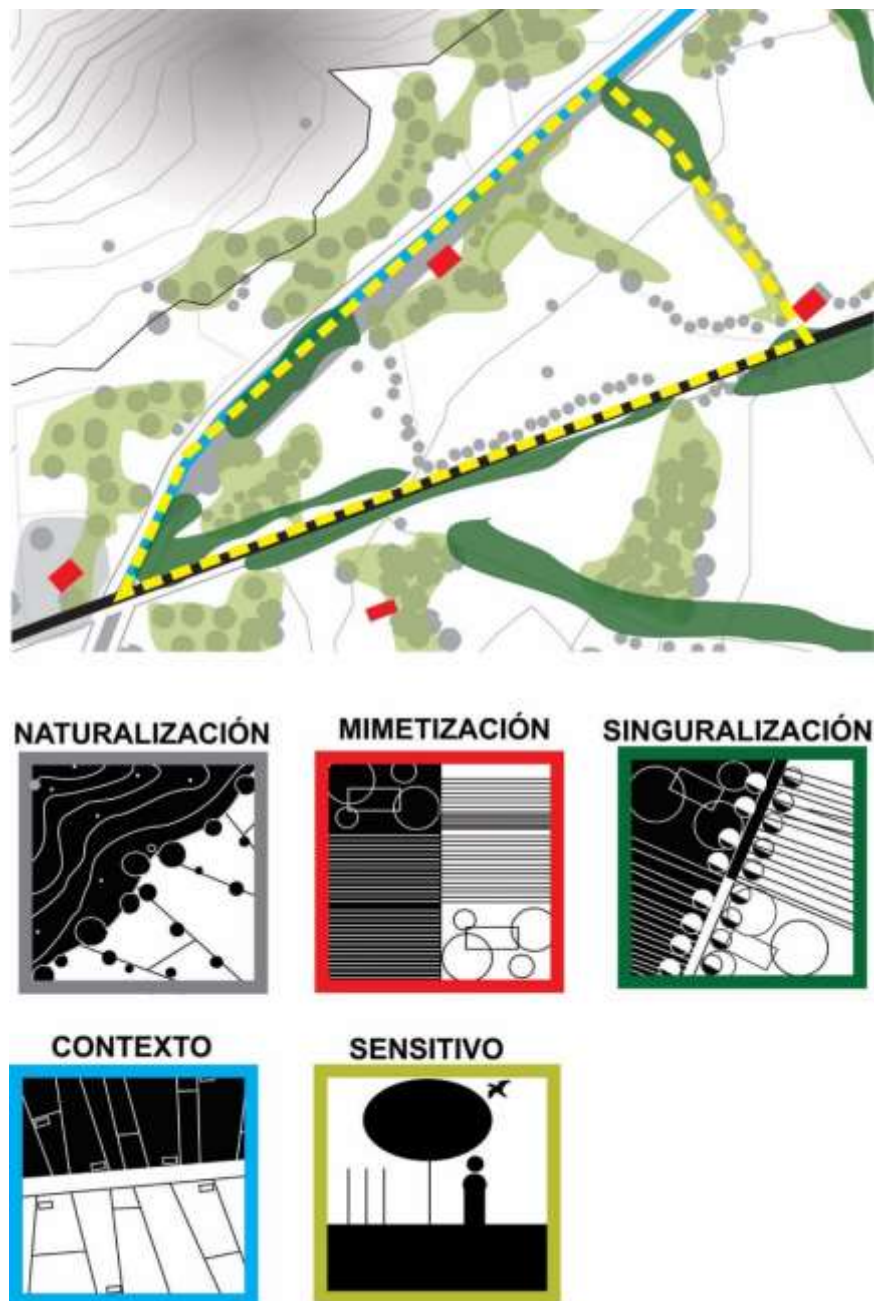 NATURALIZACIÓN
MIMETIZACIÓN
SINGURALIZACIÓN
CONTEXTO
SENSITIVO